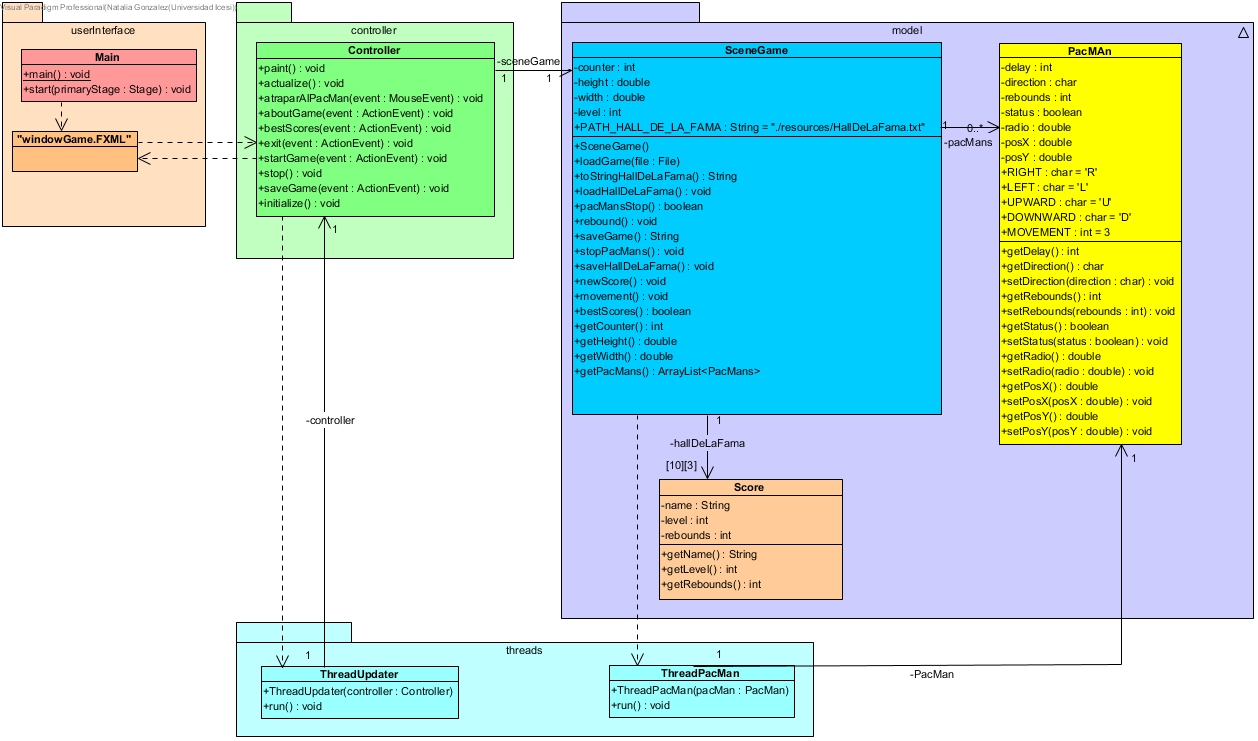 Visual Paradigm Professional(Natalia Gonzalez(Universidad Icesi))
userInterface
Main
+main() : void
+start(primaryStage : Stage) : void
"windowGame.FXML"
controller
Controller
+paint() : void
+actualize() : void
+atraparAlPacMan(event : MouseEvent) : void
+aboutGame(event : ActionEvent) : void
+bestScores(event : ActionEvent) : void
+exit(event : ActionEvent) : void
+startGame(event : ActionEvent) : void
+stop() : void
+saveGame(event : ActionEvent) : void
+initialize() : void
-sceneGame
1
1
1
-controller
1
model
SceneGame
-counter : int
-height : double
-width : double
-level : int
+PATH_HALL_DE_LA_FAMA : String = "./resources/HallDeLaFama.txt"
+SceneGame()
+loadGame(file : File)
+toStringHallDeLaFama() : String
+loadHallDeLaFama() : void
+pacMansStop() : boolean
+rebound() : void
+saveGame() : String
+stopPacMans() : void
+saveHallDeLaFama() : void
+newScore() : void
+movement() : void
+bestScores() : boolean
+getCounter() : int
+getHeight() : double
+getWidth() : double
+getPacMans() : ArrayList<PacMans>
1
0..*
-pacMans
PacMAn
-delay : int
-direction : char
-rebounds : int
-status : boolean
-radio : double
-posX : double
-posY : double
+RIGHT : char = 'R'
+LEFT : char = 'L'
+UPWARD : char = 'U'
+DOWNWARD : char = 'D'
+MOVEMENT : int = 3
+getDelay() : int
+getDirection() : char
+setDirection(direction : char) : void
+getRebounds() : int
+setRebounds(rebounds : int) : void
+getStatus() : boolean
+setStatus(status : boolean) : void
+getRadio() : double
+setRadio(radio : double) : void
+getPosX() : double
+setPosX(posX : double) : void
+getPosY() : double
+setPosY(posY : double) : void
1
1
-hallDeLaFama
[10][3]
Score
-name : String
-level : int
-rebounds : int
+getName() : String
+getLevel() : int
+getRebounds() : int
threads
ThreadUpdater
+ThreadUpdater(controller : Controller)
+run() : void
1
ThreadPacMan
+ThreadPacMan(pacMan : PacMan)
+run() : void
-PacMan